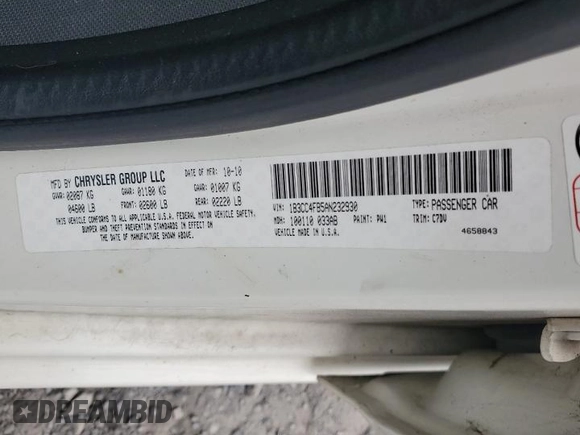 MFD BY CHRYSLER GROUP LLC DATE OF MFR 10-10
GVWR 02087 KG GAWR 01180 KG GAWR 01007 KG
04600 LB FRONT 02600 LB REAR 02220 LB
THIS VEHICLE CONFORMS TO ALL APPLICABLE U.S.A. FEDERAL MOTOR VEHICLE SAFETY,
BUMPER AND THEFT PREVENTION STANDARDS IN EFFECT ON
THE DATE OF MANUFACTURE SHOWN ABOVE.
VIN: 1B3CC4FB5AN232930 TYPE: PASSENGER CAR
MDH: 100110 033AB PAINT: PW1 TRIM: C7DV
VEHICLE MADE IN U.S.A. 4658843
DREAMBID